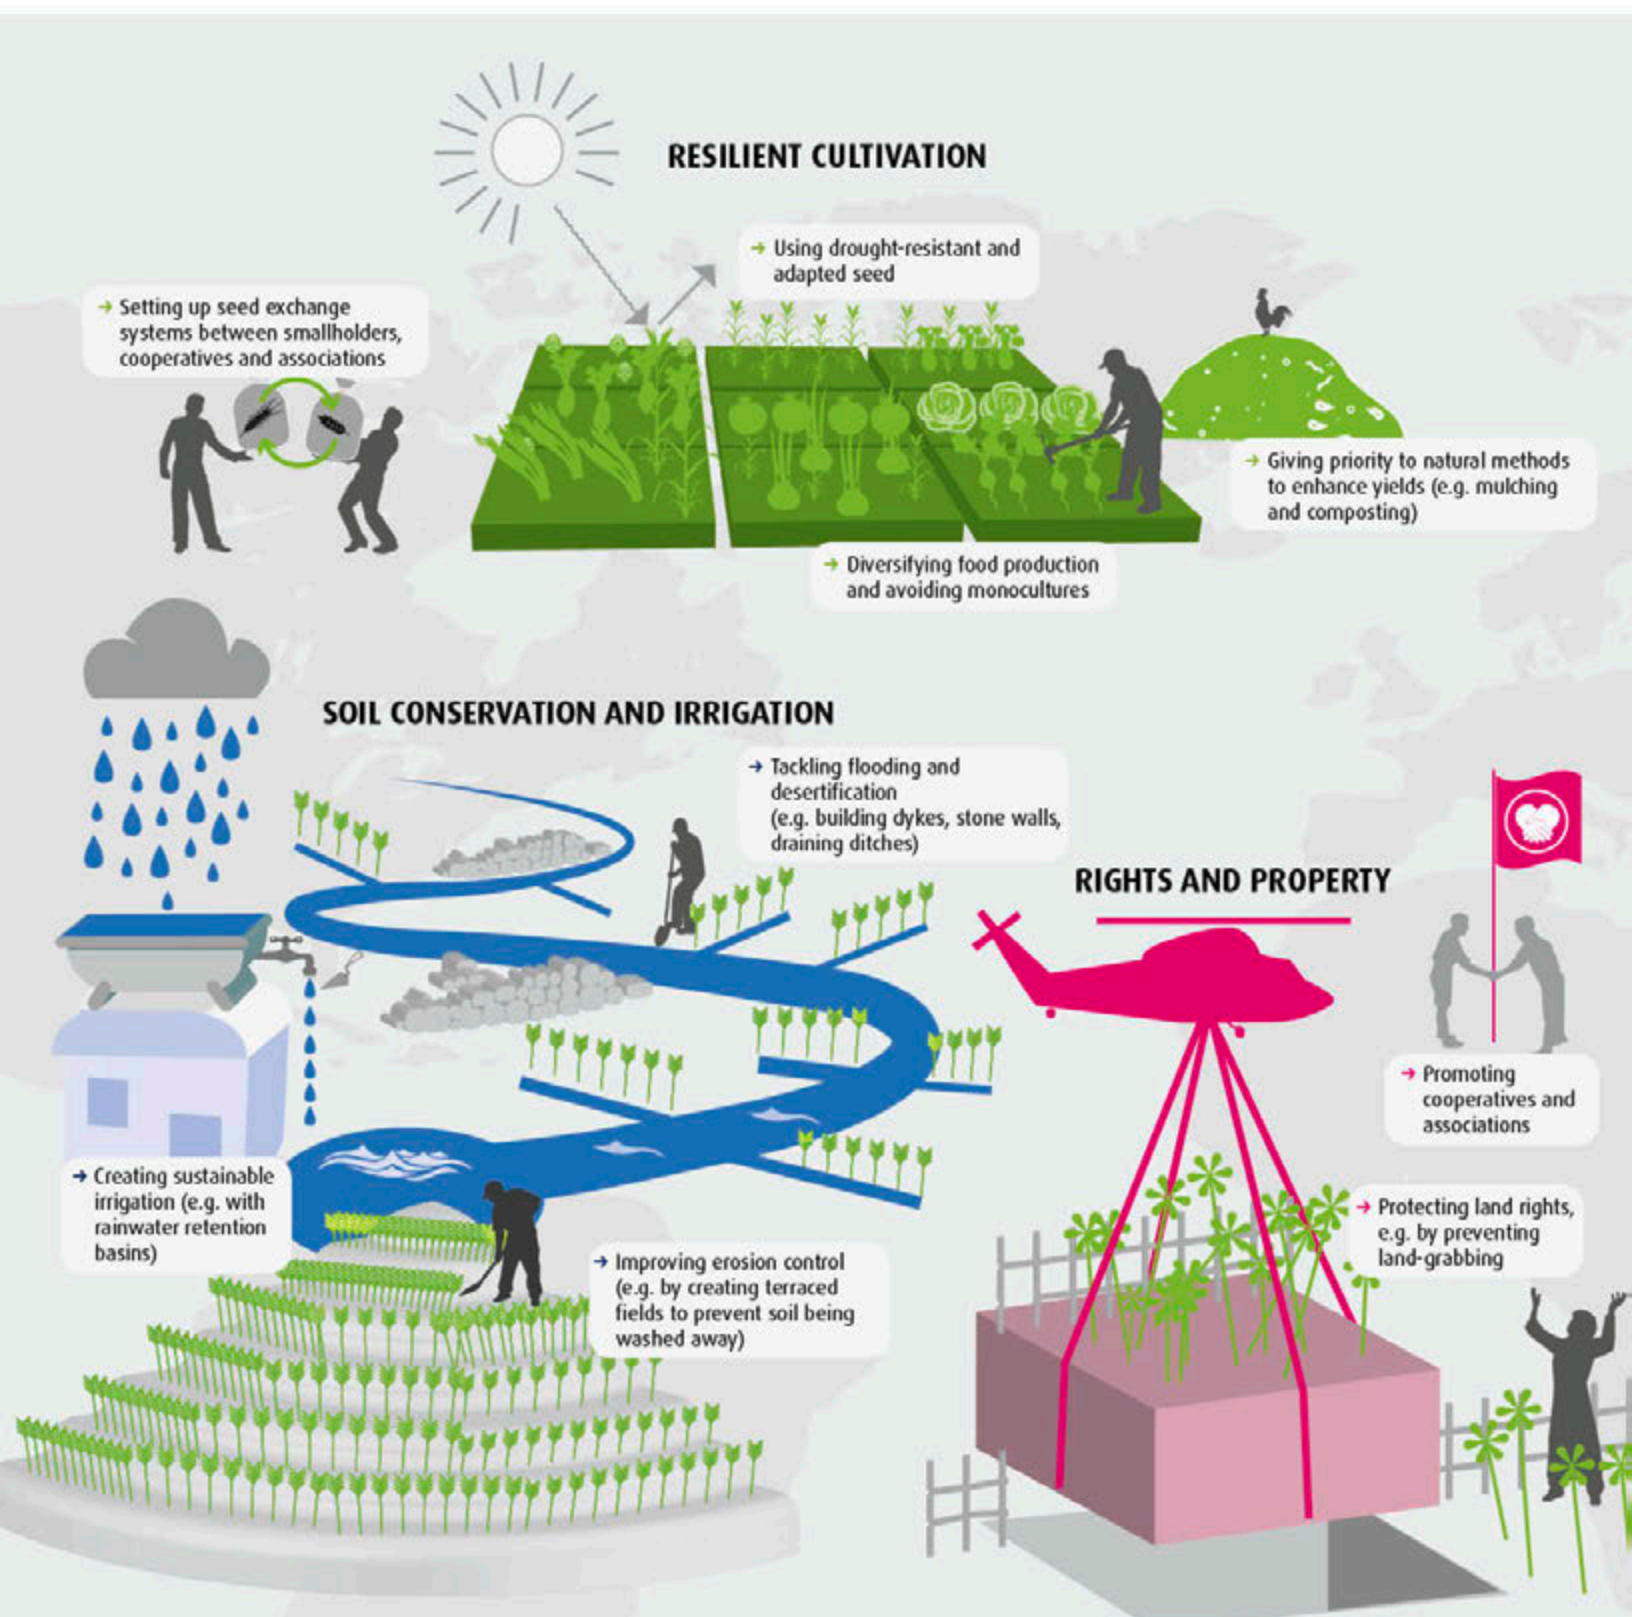 RESILIENT CULTIVATION
→ Using drought-resistant and
adapted seed
→ Setting up seed exchange
systems between smallholders,
cooperatives and associations
→ Giving priority to natural methods
to enhance yields (e.g. mulching
and composting)
→ Diversifying food production
and avoiding monocultures
SOIL CONSERVATION AND IRRIGATION
→ Tackling flooding and
desertification
(e.g. building dykes, stone walls,
draining ditches)
→ Creating sustainable
irrigation (e.g. with
rainwater retention
basins)
→ Improving erosion control
(e.g. by creating terraced
fields to prevent soil being
washed away)
RIGHTS AND PROPERTY
→ Promoting
cooperatives and
associations
→ Protecting land rights,
e.g. by preventing
land-grabbing